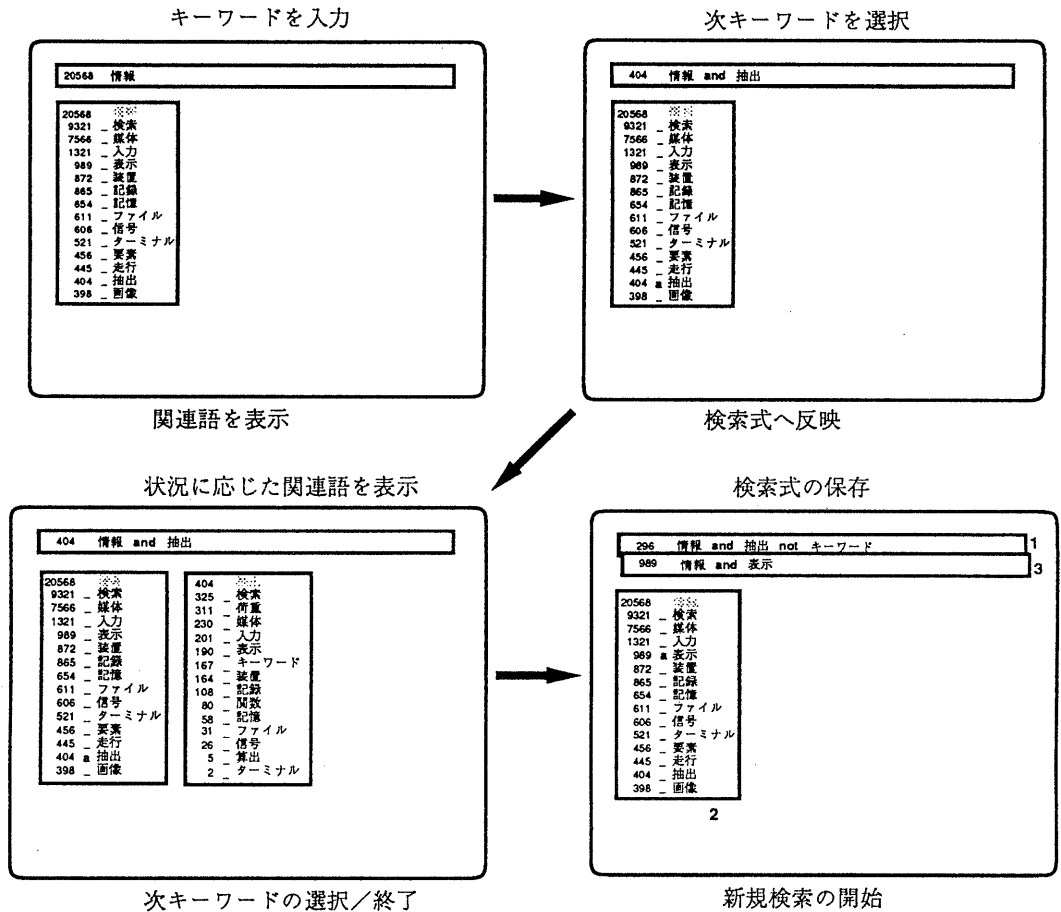 キーワードを入力
20568 情報
20568
9321 _ 検索
7566 _ 媒体
1321 _ 入力
989 _ 表示
872 _ 装置
865 _ 記録
654 _ 記憶
611 _ ファイル
606 _ 信号
521 _ ターミナル
456 _ 要素
445 _ 走行
404 _ 抽出
398 _ 画像
関連語を表示
次キーワードを選択
404 情報 and 抽出
20568
9321 _ 検索
7566 _ 媒体
1321 _ 入力
989 _ 表示
872 _ 装置
865 _ 記録
654 _ 記憶
611 _ ファイル
606 _ 信号
521 _ ターミナル
456 _ 要素
445 _ 走行
404 a 抽出
398 _ 画像
検索式へ反映
状況に応じた関連語を表示
404 情報 and 抽出
20568
9321 _ 検索
7566 _ 媒体
1321 _ 入力
989 _ 表示
872 _ 装置
865 _ 記録
654 _ 記憶
611 _ ファイル
606 _ 信号
521 _ ターミナル
456 _ 要素
445 _ 走行
404 a 抽出
398 _ 画像
404
325 _ 検索
311 _ 荷重
230 _ 媒体
201 _ 入力
190 _ 表示
167 _ キーワード
164 _ 装置
108 _ 記録
80 _ 関数
58 _ 記憶
31 _ ファイル
26 _ 信号
5 _ 算出
2 _ ターミナル
次キーワードの選択／終了
検索式の保存
296 情報 and 抽出 not キーワード 1
989 情報 and 表示 3
20568
9321 _ 検索
7566 _ 媒体
1321 _ 入力
989 a 表示
872 _ 装置
865 _ 記録
654 _ 記憶
611 _ ファイル
606 _ 信号
521 _ ターミナル
456 _ 要素
445 _ 走行
404 _ 抽出
398 _ 画像
2
新規検索の開始